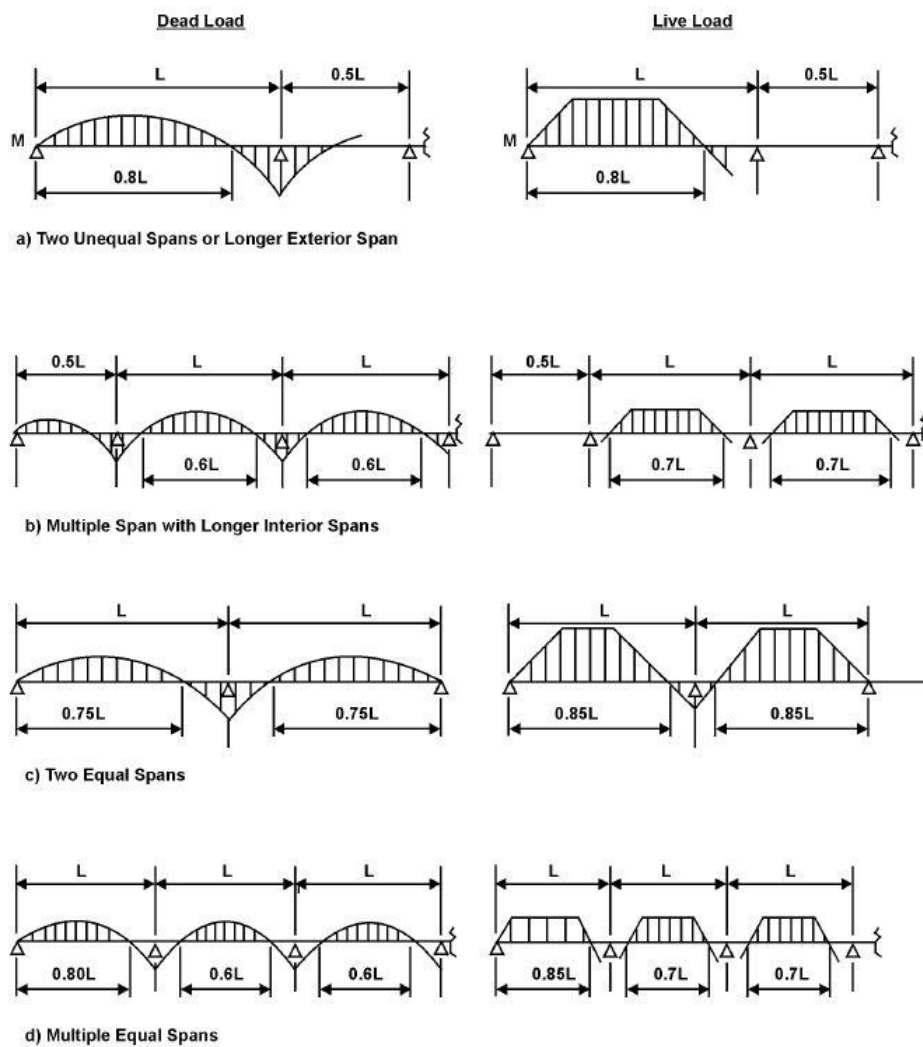 Dead Load Live Load
L 0.5L L 0.5L
M M
0.8L 0.8L
a) Two Unequal Spans or Longer Exterior Span
0.5L L L 0.5L L L
0.6L 0.6L 0.7L 0.7L
b) Multiple Span with Longer Interior Spans
L L L L
0.75L 0.75L 0.85L 0.85L
c) Two Equal Spans
L L L L L L
0.80L 0.6L 0.6L 0.85L 0.7L 0.7L
d) Multiple Equal Spans